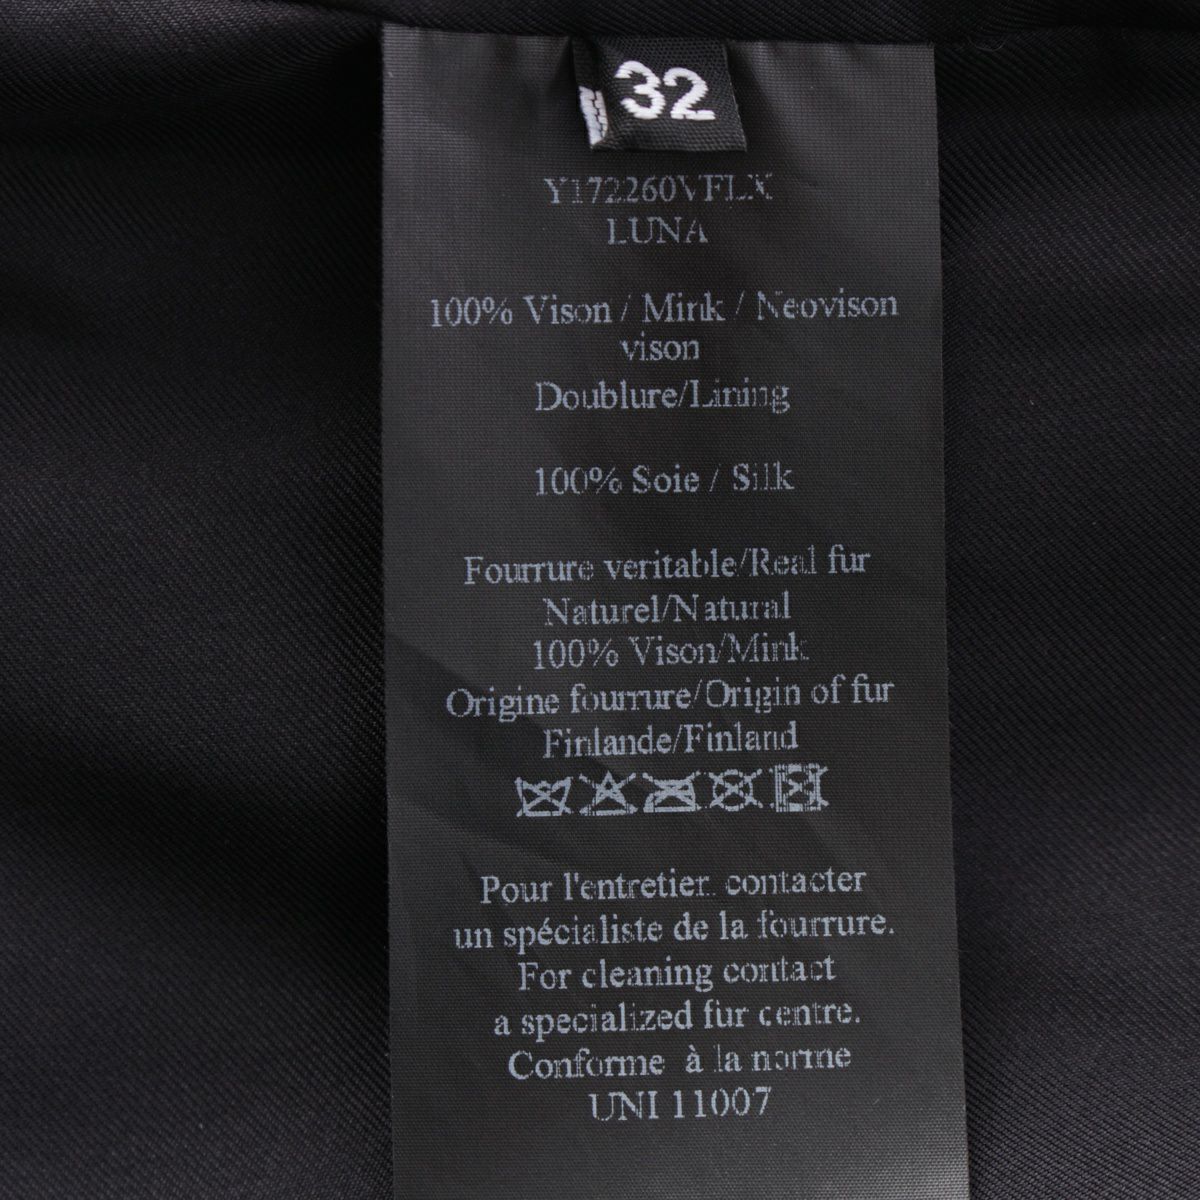 32
Y172260VFLX
LUNA
100% Vison / Mink / Neovison
vison
Doublure/Lining
100% Soie / Silk
Fourrure veritable/Real fur
Naturel/Natural
100% Vison/Mink
Origine fourrure/Origin of fur
Finlande/Finland
Pour l'entretier. contacter
un spécialiste de la fourrure.
For cleaning contact
a specialized fur centre.
Conforme à la norme
UNI 11007